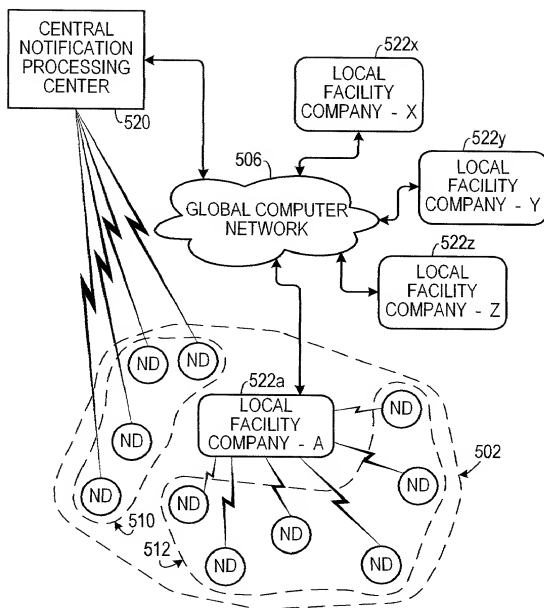 CENTRAL
NOTIFICATION
PROCESSING
CENTER
520
522x
LOCAL
FACILITY
COMPANY - X
506
GLOBAL COMPUTER
NETWORK
522y
LOCAL
FACILITY
COMPANY - Y
522z
LOCAL
FACILITY
COMPANY - Z
ND
ND
522a
LOCAL
FACILITY
COMPANY - A
ND
502
ND
ND
ND
ND
510
ND
512
ND
ND